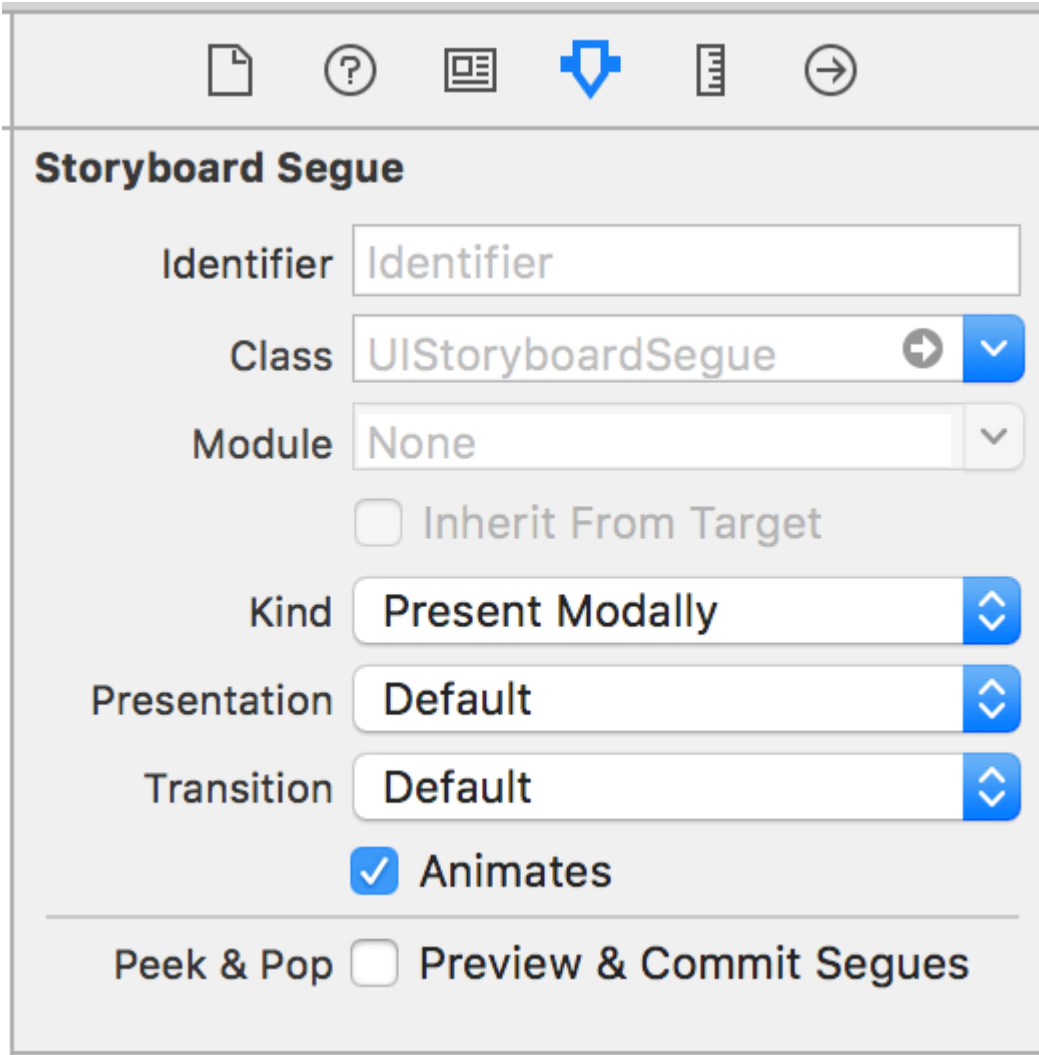 Storyboard Segue
Identifier Identifier
Class UIStoryboardSegue
Module None
Inherit From Target
Kind Present Modally
Presentation Default
Transition Default
Animates
Peek & Pop Preview & Commit Segues